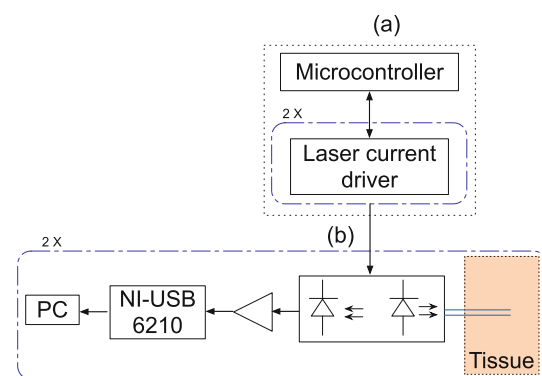 (a)
Microcontroller
2 X
Laser current
driver
(b)
2 X
PC
NI-USB
6210
Tissue